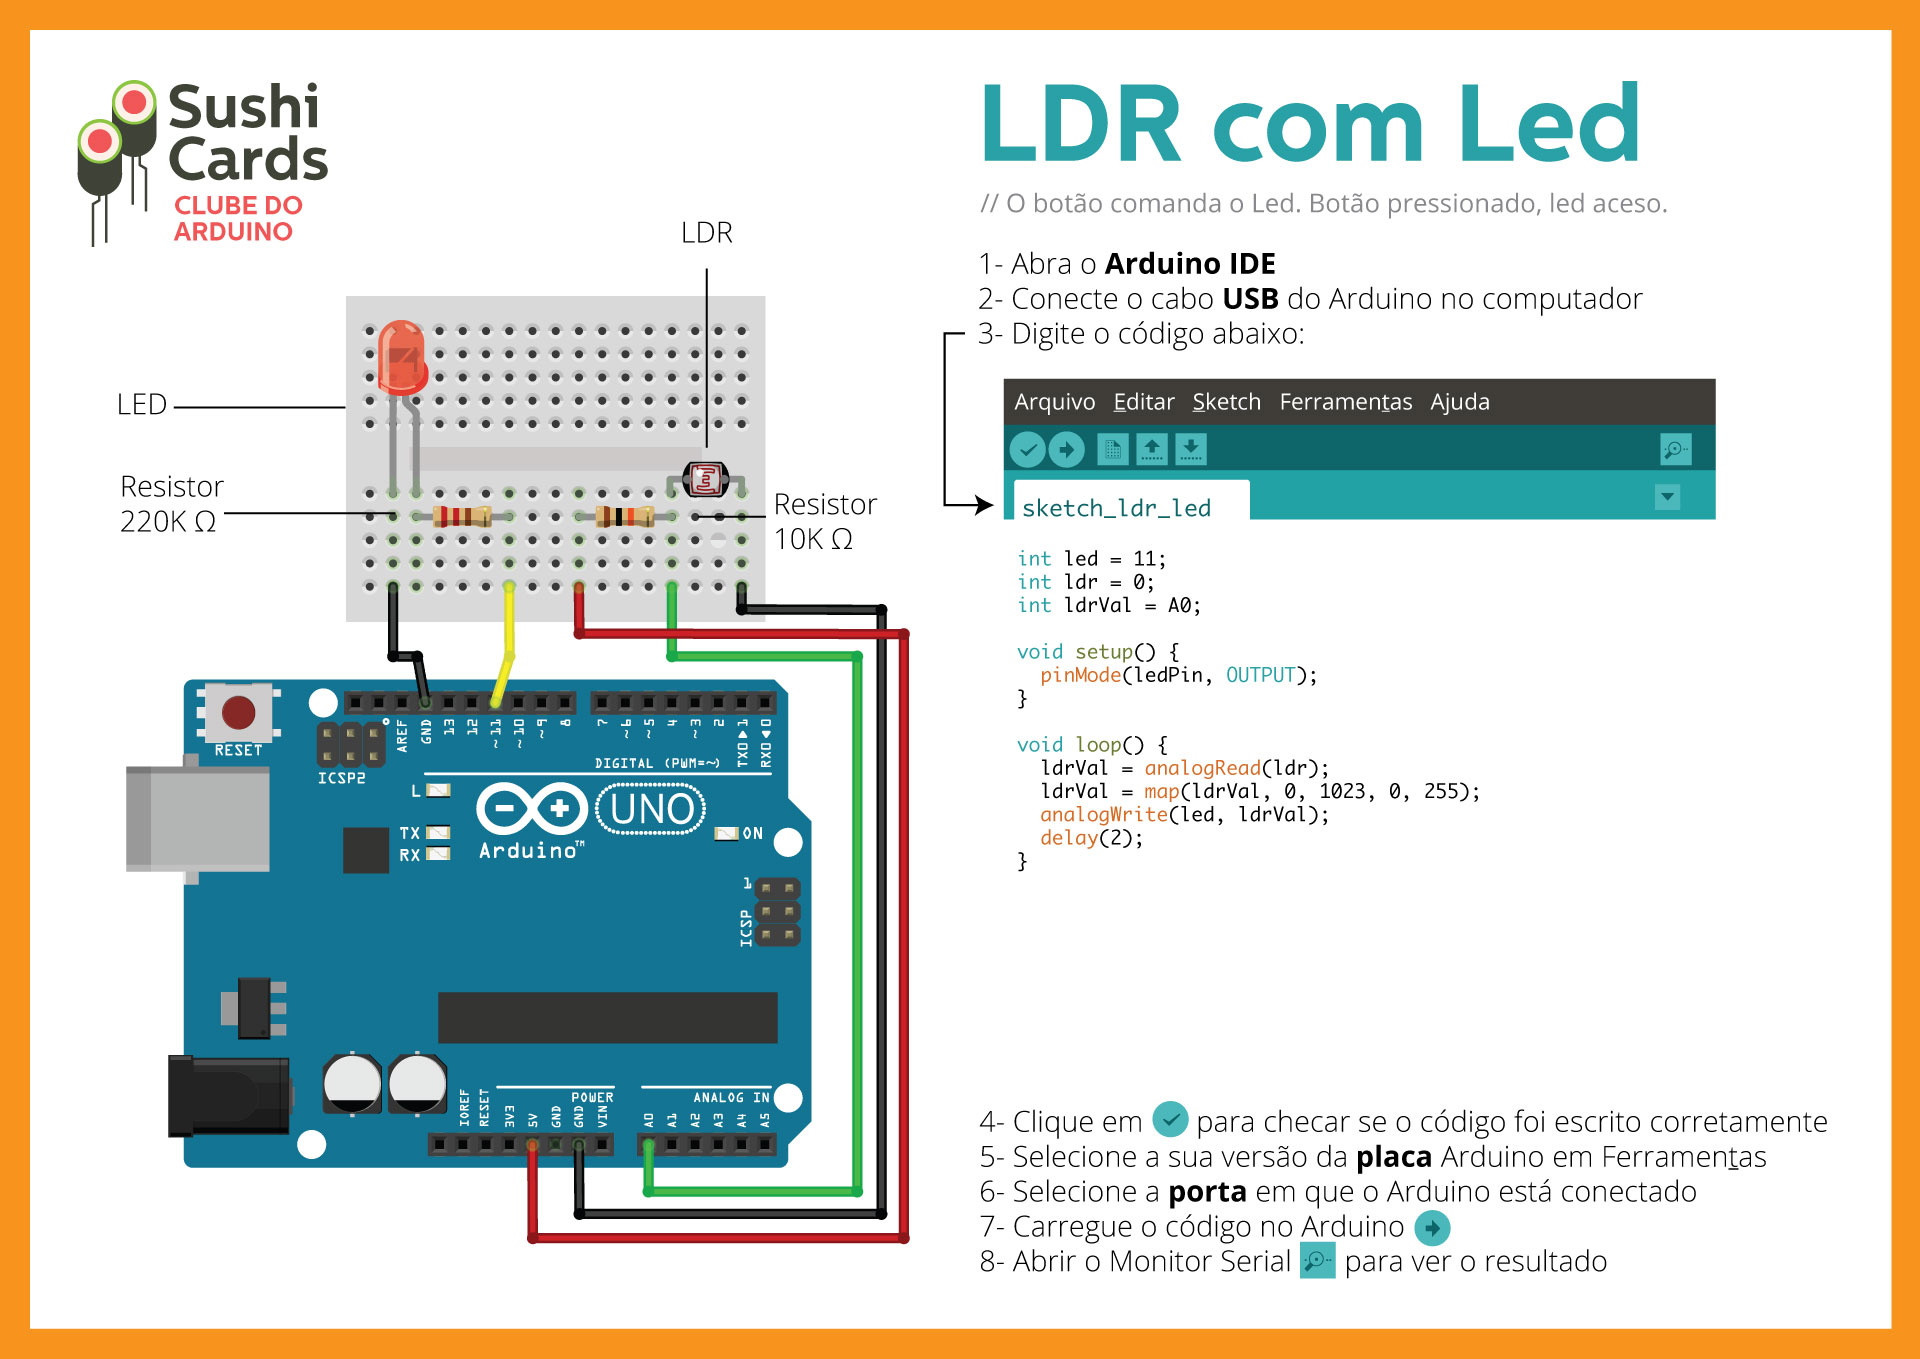 Sushi
Cards
CLUBE DO
ARDUINO
LDR com Led
// O botão comanda o Led. Botão pressionado, led aceso.
1- Abra o Arduino IDE
2- Conecte o cabo USB do Arduino no computador
3- Digite o código abaixo:
Arquivo Editar Sketch Ferramentas Ajuda
sketch_ldr_led
int led = 11;
int ldr = 0;
int ldrVal = A0;
void setup() {
pinMode(ledPin, OUTPUT);
}
void loop() {
ldrVal = analogRead(ldr);
ldrVal = map(ldrVal, 0, 1023, 0, 255);
analogWrite(led, ldrVal);
delay(2);
}
4- Clique em para checar se o código foi escrito corretamente
5- Selecione a sua versão da placa Arduino em Ferramentas
6- Selecione a porta em que o Arduino está conectado
7- Carregue o código no Arduino
8- Abrir o Monitor Serial para ver o resultado
LDR
LED
Resistor
220K Ω
Resistor
10K Ω
RESET
ICSP2
AREF
GND
13
12
~11
~10
~9
8
7
~6
~5
4
~3
2
TX0▶1
RX0◀0
DIGITAL (PWM=~)
L
TX
RX
UNO
Arduino™
ON
1
ICSP
IOREF
RESET
3V3
5V
GND
GND
VIN
POWER
ANALOG IN
A0
A1
A2
A3
A4
A5